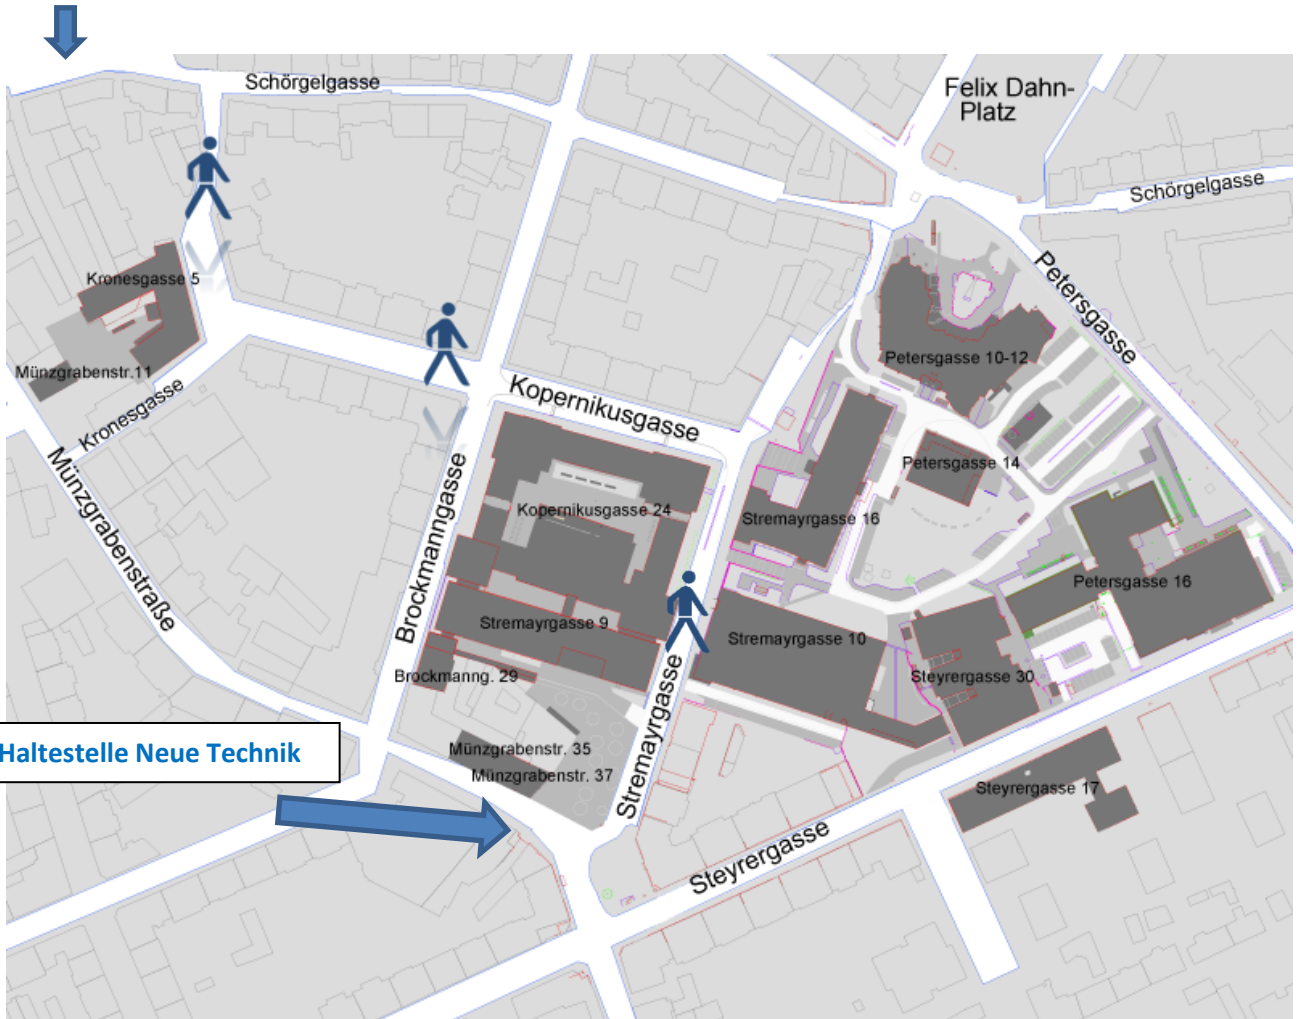 Schörgelgasse
Felix Dahn-
Platz
Schörgelgasse
Kronesgasse 5
Petersgasse
Münzgrabenstr.11
Petersgasse 10-12
Kronesgasse
Kopernikusgasse
Münzgrabenstraße
Petersgasse 14
Brockmanngasse
Kopernikusgasse 24
Stremayrgasse 16
Petersgasse 16
Stremayrgasse 9
Stremayrgasse 10
Brockmanng. 29
Steyrergasse 30
Haltestelle Neue Technik
Münzgrabenstr. 35
Münzgrabenstr. 37
Stremayrgasse
Steyrergasse 17
Steyrergasse